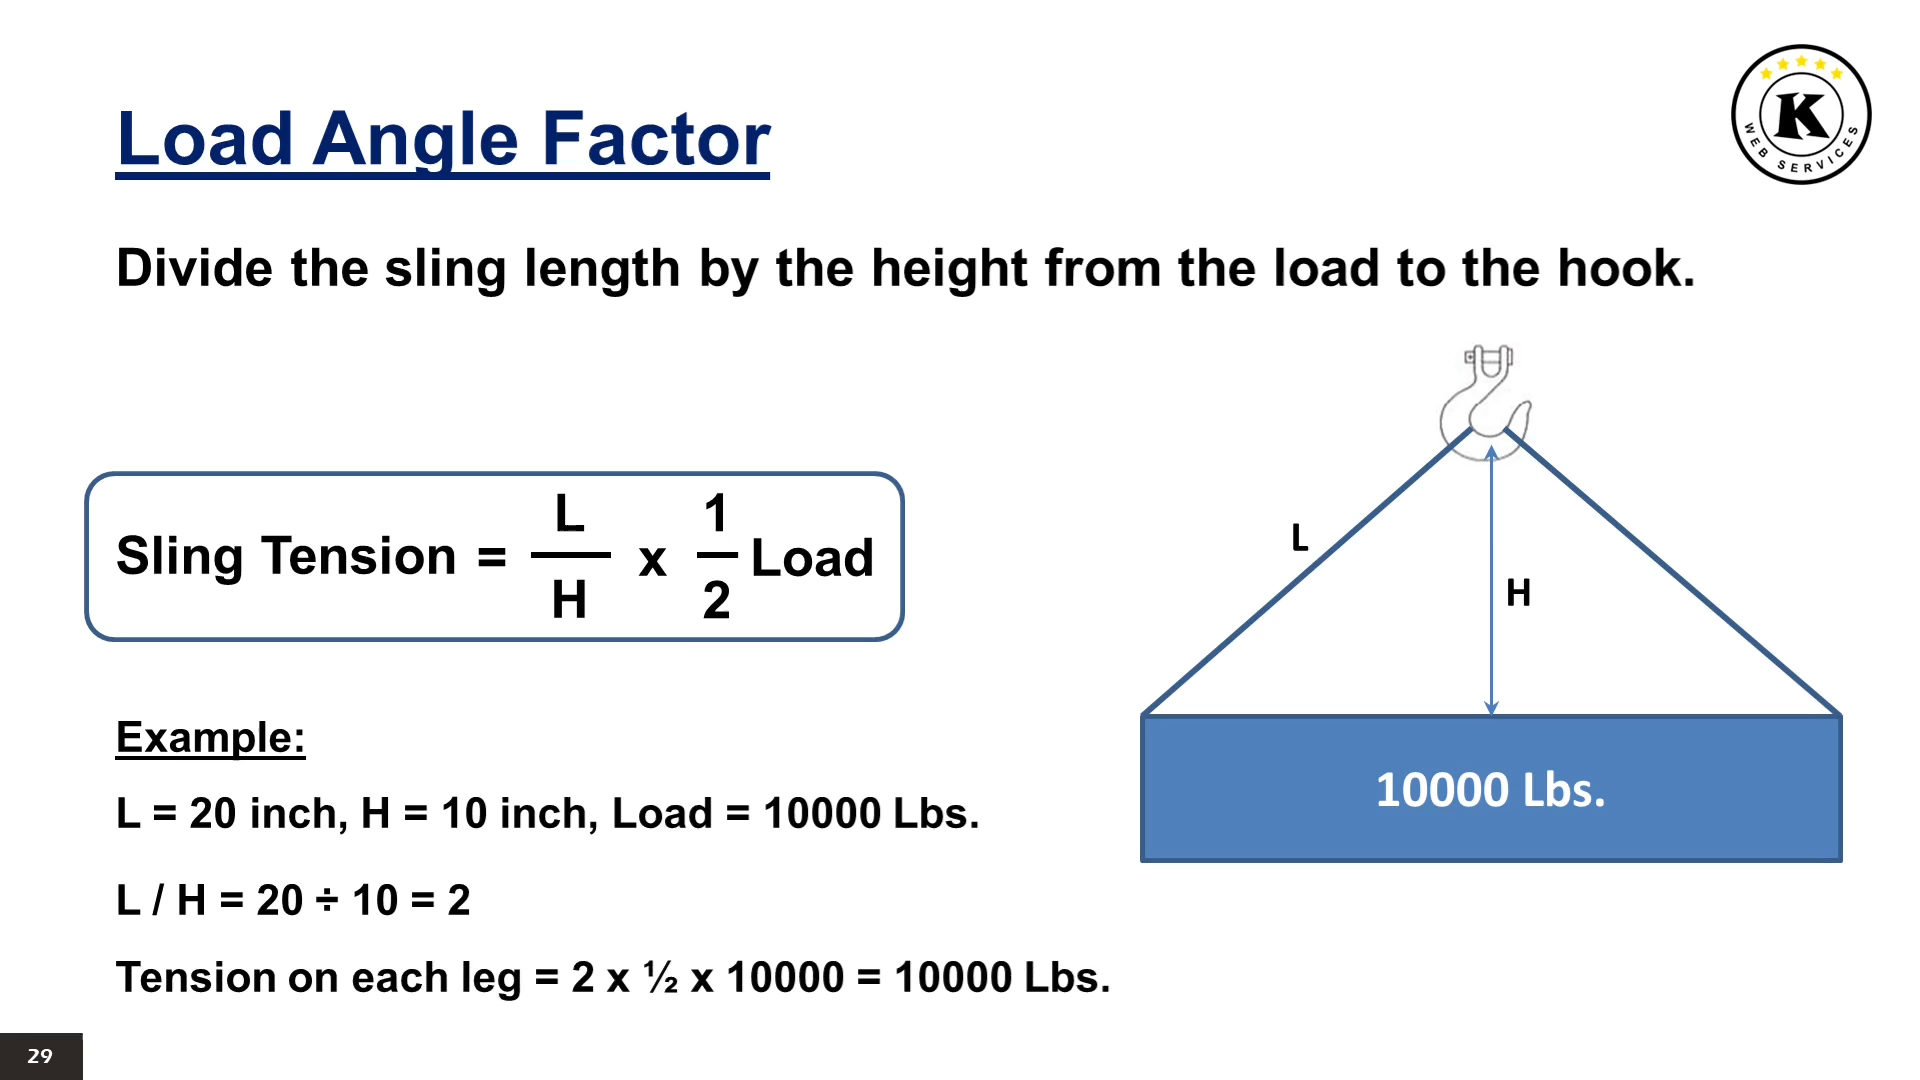 Load Angle Factor
K
WEB SERVICES
Divide the sling length by the height from the load to the hook.
Sling Tension = L / H x 1 / 2 Load
L
H
10000 Lbs.
Example:
L = 20 inch, H = 10 inch, Load = 10000 Lbs.
L / H = 20 ÷ 10 = 2
Tension on each leg = 2 x ½ x 10000 = 10000 Lbs.
29